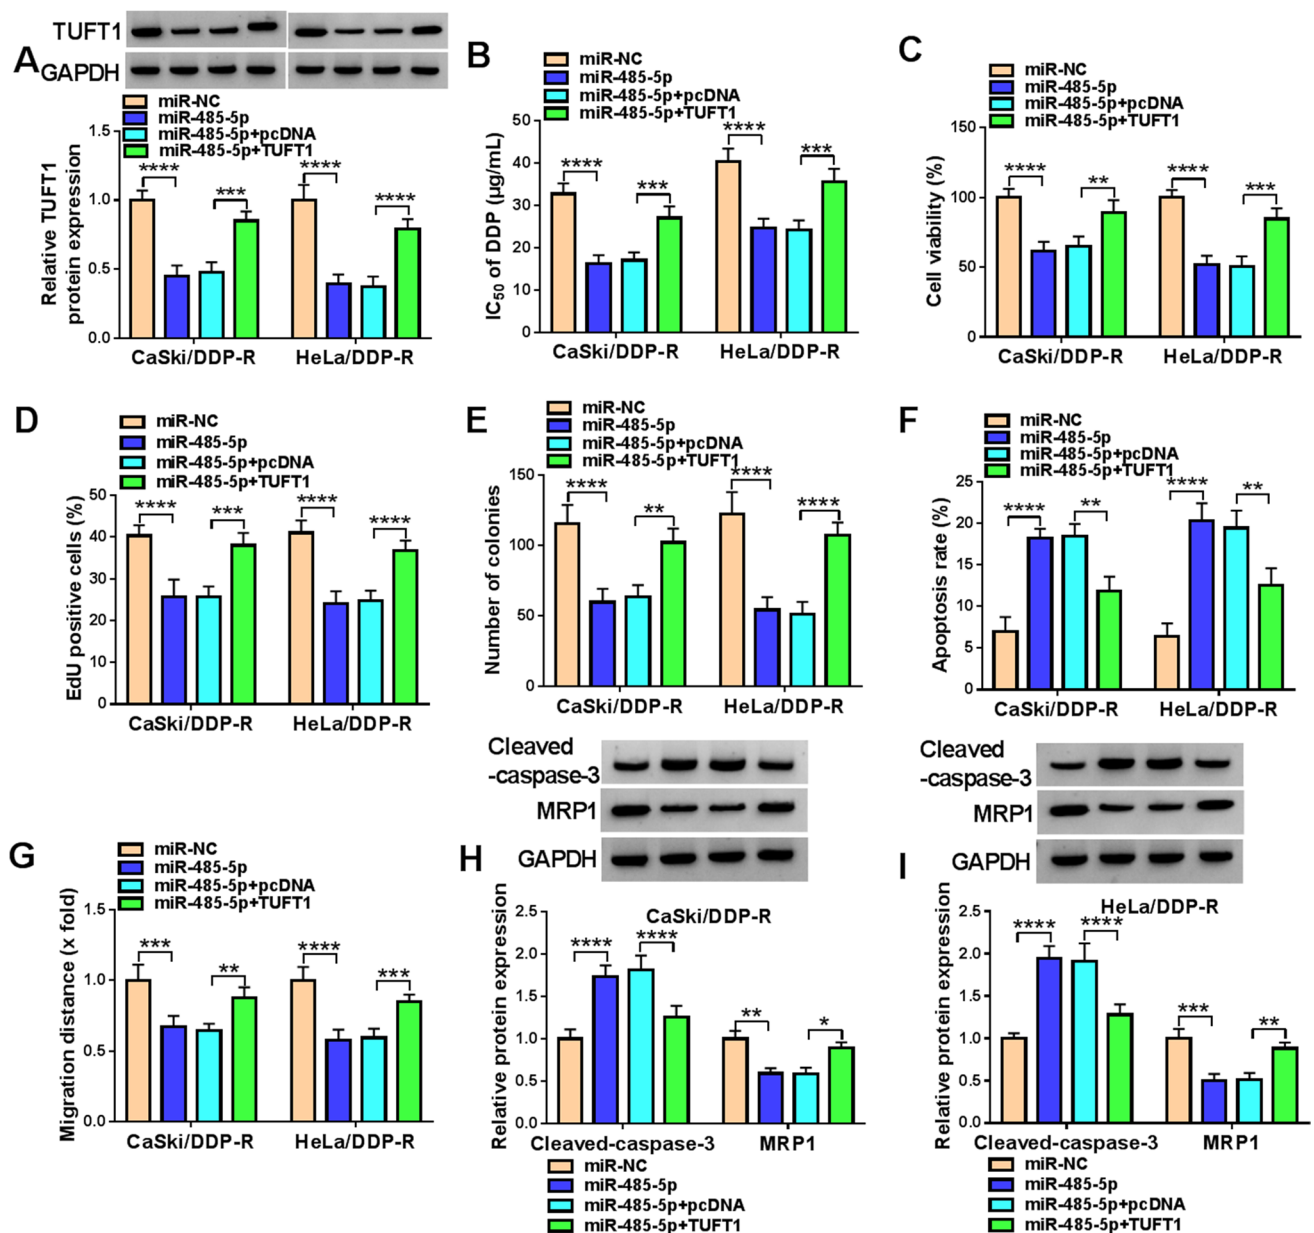 A
TUFT1
GAPDH
miR-NC
miR-485-5p
miR-485-5p+pcDNA
miR-485-5p+TUFT1
Relative TUFT1
protein expression
1.5
1.0
0.5
0.0
**** *** **** ****
CaSki/DDP-R HeLa/DDP-R
B
miR-NC
miR-485-5p
miR-485-5p+pcDNA
miR-485-5p+TUFT1
IC50 of DDP (μg/mL)
50
40
30
20
10
0
**** *** **** ***
CaSki/DDP-R HeLa/DDP-R
C
miR-NC
miR-485-5p
miR-485-5p+pcDNA
miR-485-5p+TUFT1
Cell viability (%)
150
100
50
0
**** ** **** ***
CaSki/DDP-R HeLa/DDP-R
D
miR-NC
miR-485-5p
miR-485-5p+pcDNA
miR-485-5p+TUFT1
EdU positive cells (%)
50
40
30
20
10
0
**** *** **** ****
CaSki/DDP-R HeLa/DDP-R
E
miR-NC
miR-485-5p
miR-485-5p+pcDNA
miR-485-5p+TUFT1
Number of colonies
150
100
50
0
**** ** **** ****
CaSki/DDP-R HeLa/DDP-R
F
miR-NC
miR-485-5p
miR-485-5p+pcDNA
miR-485-5p+TUFT1
Apoptosis rate (%)
25
20
15
10
5
0
**** ** **** **
CaSki/DDP-R HeLa/DDP-R
G
miR-NC
miR-485-5p
miR-485-5p+pcDNA
miR-485-5p+TUFT1
Migration distance (x fold)
1.5
1.0
0.5
0.0
*** ** **** ***
CaSki/DDP-R HeLa/DDP-R
H
Cleaved
-caspase-3
MRP1
GAPDH
CaSki/DDP-R
Relative protein expression
2.5
2.0
1.5
1.0
0.5
0.0
**** **** ** *
Cleaved-caspase-3 MRP1
miR-NC
miR-485-5p
miR-485-5p+pcDNA
miR-485-5p+TUFT1
I
Cleaved
-caspase-3
MRP1
GAPDH
HeLa/DDP-R
Relative protein expression
2.5
2.0
1.5
1.0
0.5
0.0
**** **** *** **
Cleaved-caspase-3 MRP1
miR-NC
miR-485-5p
miR-485-5p+pcDNA
miR-485-5p+TUFT1